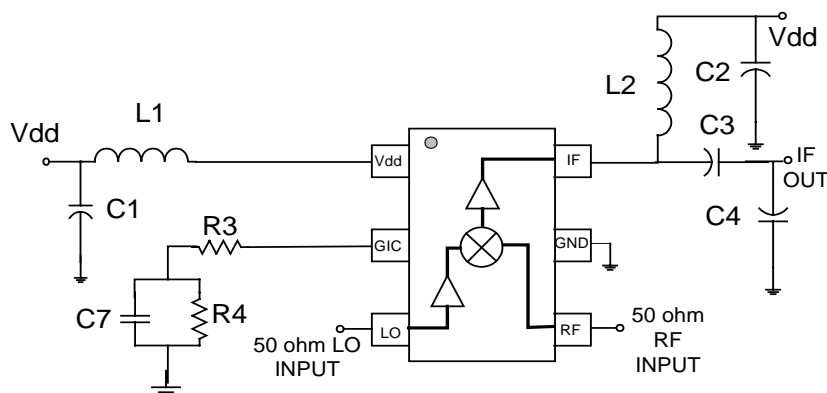 Vdd
L2
C2
C3
L1
Vdd
Vdd
IF
IF
OUT
C1
C4
R3
GIC
GND
C7
R4
LO
RF
50 ohm LO
INPUT
50 ohm
RF
INPUT